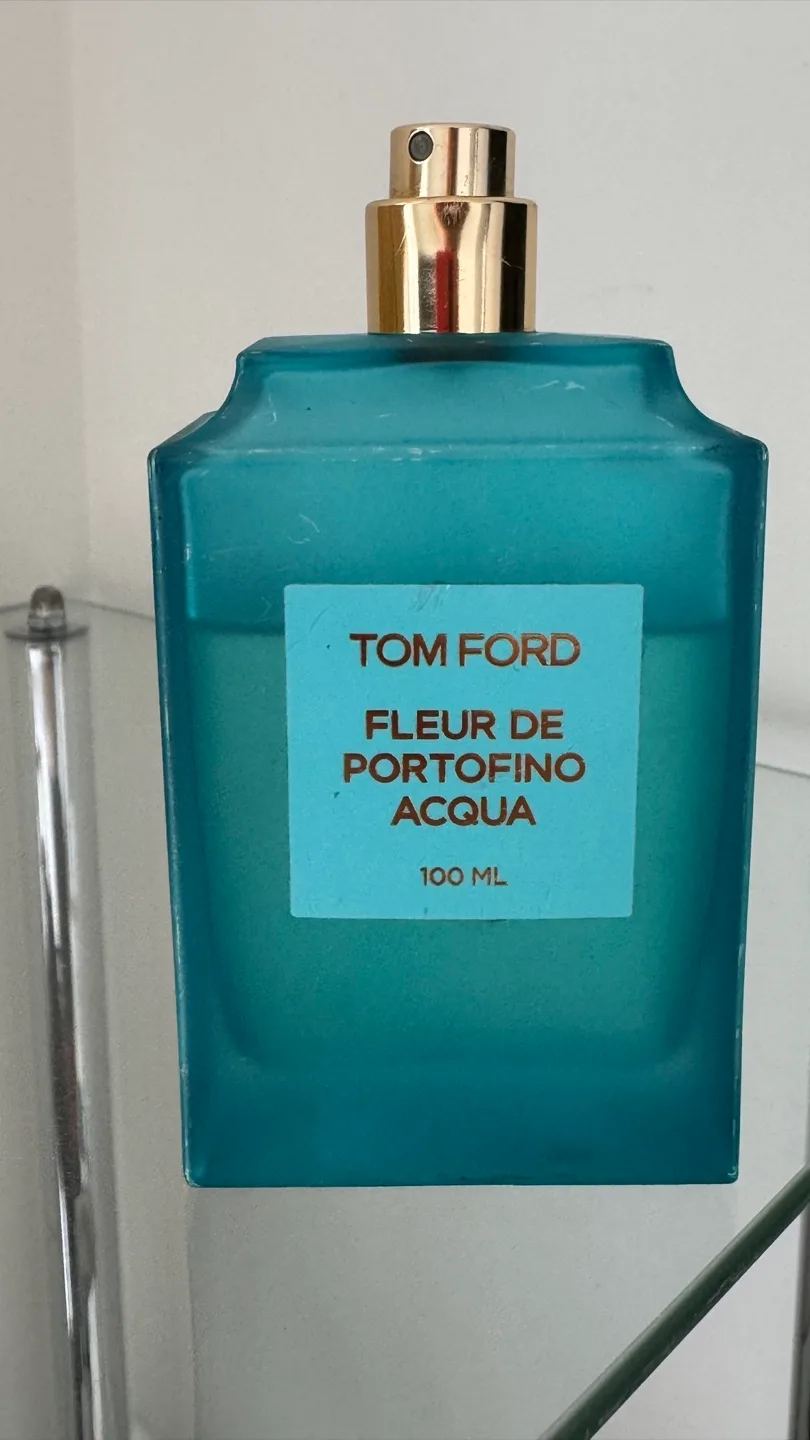 TOM FORD
FLEUR DE
PORTOFINO
ACQUA
100 ML